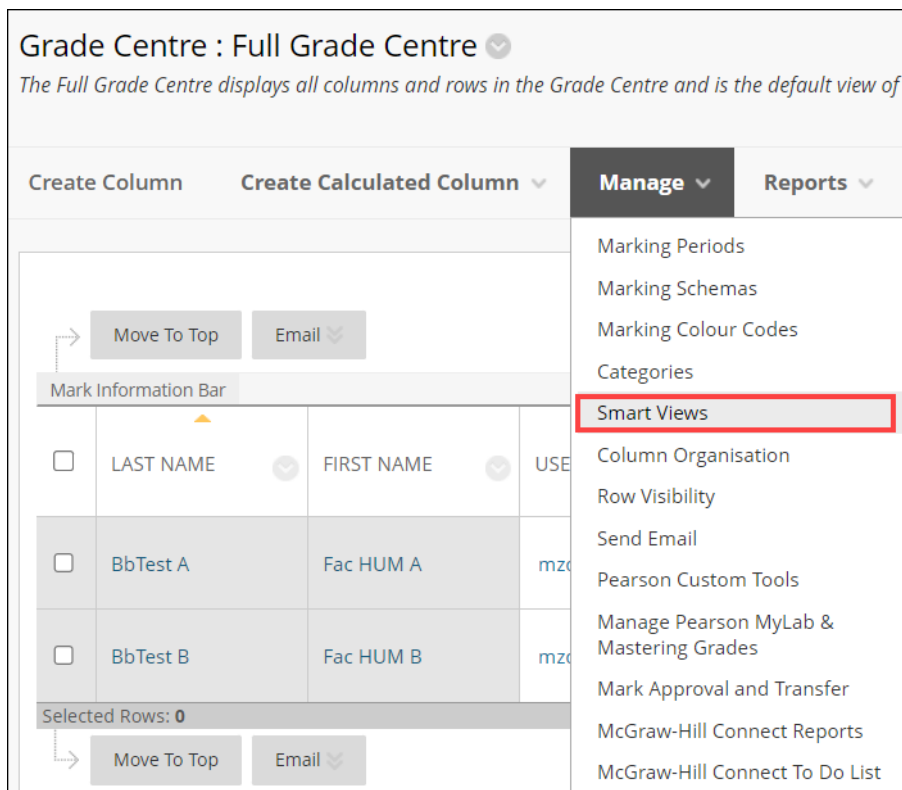 Grade Centre : Full Grade Centre
The Full Grade Centre displays all columns and rows in the Grade Centre and is the default view of
Create Column Create Calculated Column Manage Reports
Marking Periods
Marking Schemas
Marking Colour Codes
Categories
Smart Views
Column Organisation
Row Visibility
Send Email
Pearson Custom Tools
Manage Pearson MyLab &
Mastering Grades
Mark Approval and Transfer
McGraw-Hill Connect Reports
McGraw-Hill Connect To Do List
Move To Top Email
Mark Information Bar
LAST NAME FIRST NAME USE
BbTest A Fac HUM A
BbTest B Fac HUM B
Selected Rows: 0
Move To Top Email